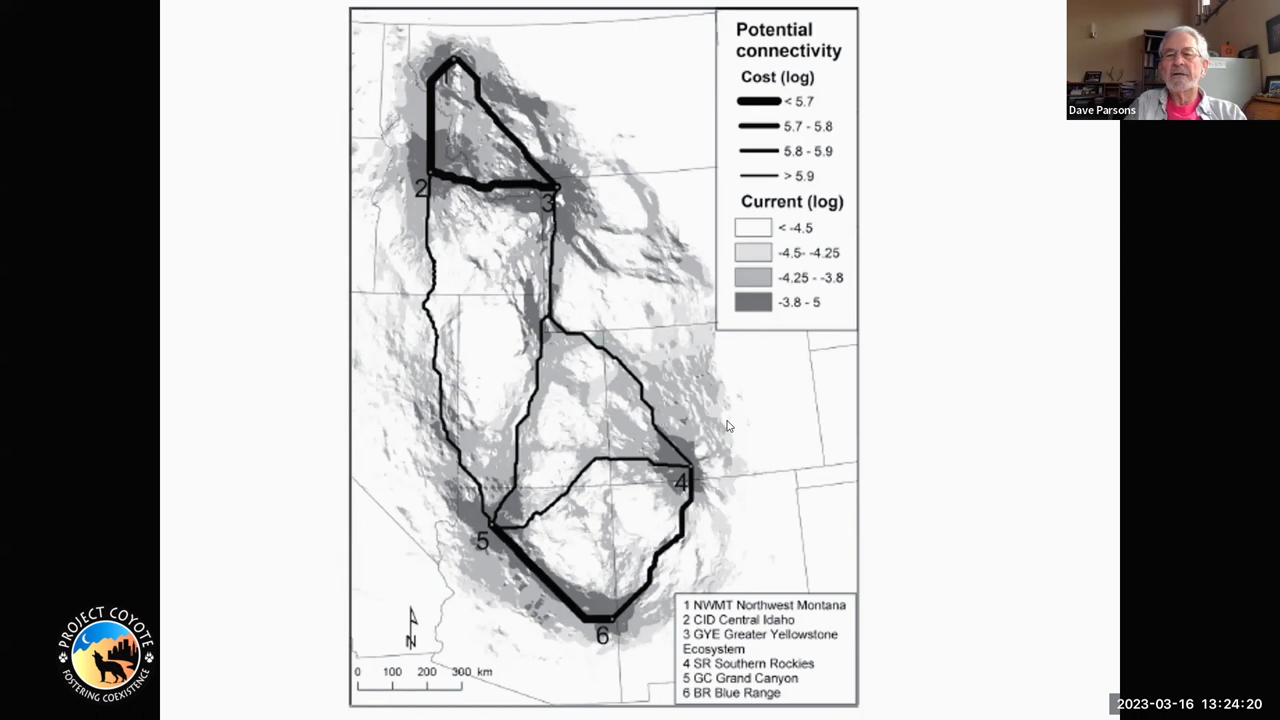 Potential
connectivity
Cost (log)
< 5.7
5.7 - 5.8
5.8 - 5.9
> 5.9
Current (log)
< -4.5
-4.5- -4.25
-4.25 - -3.8
-3.8 - 5
Dave Parsons
1
2
3
4
5
6
N
0 100 200 300 km
1 NWMT Northwest Montana
2 CID Central Idaho
3 GYE Greater Yellowstone
Ecosystem
4 SR Southern Rockies
5 GC Grand Canyon
6 BR Blue Range
PROJECT COYOTE
FOSTERING COEXISTENCE
2023-03-16 13:24:20